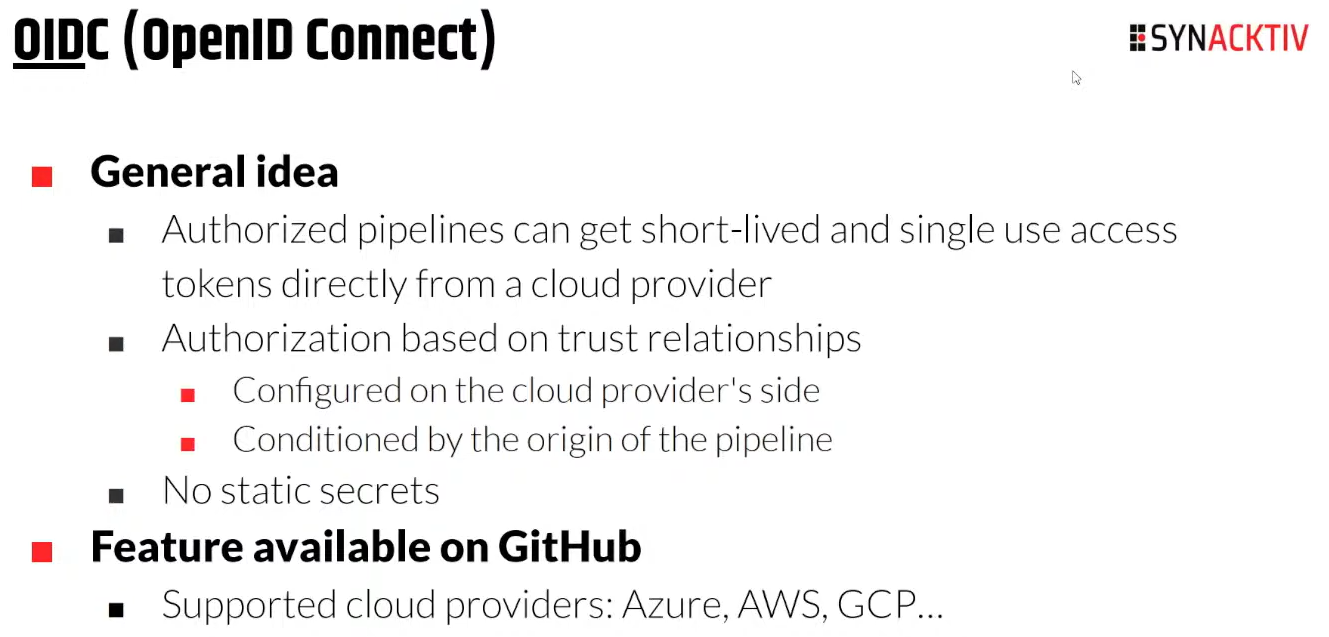 OIDC (OpenID Connect)
SYNACKTIV
General idea
Authorized pipelines can get short-lived and single use access
tokens directly from a cloud provider
Authorization based on trust relationships
Configured on the cloud provider's side
Conditioned by the origin of the pipeline
No static secrets
Feature available on GitHub
Supported cloud providers: Azure, AWS, GCP...